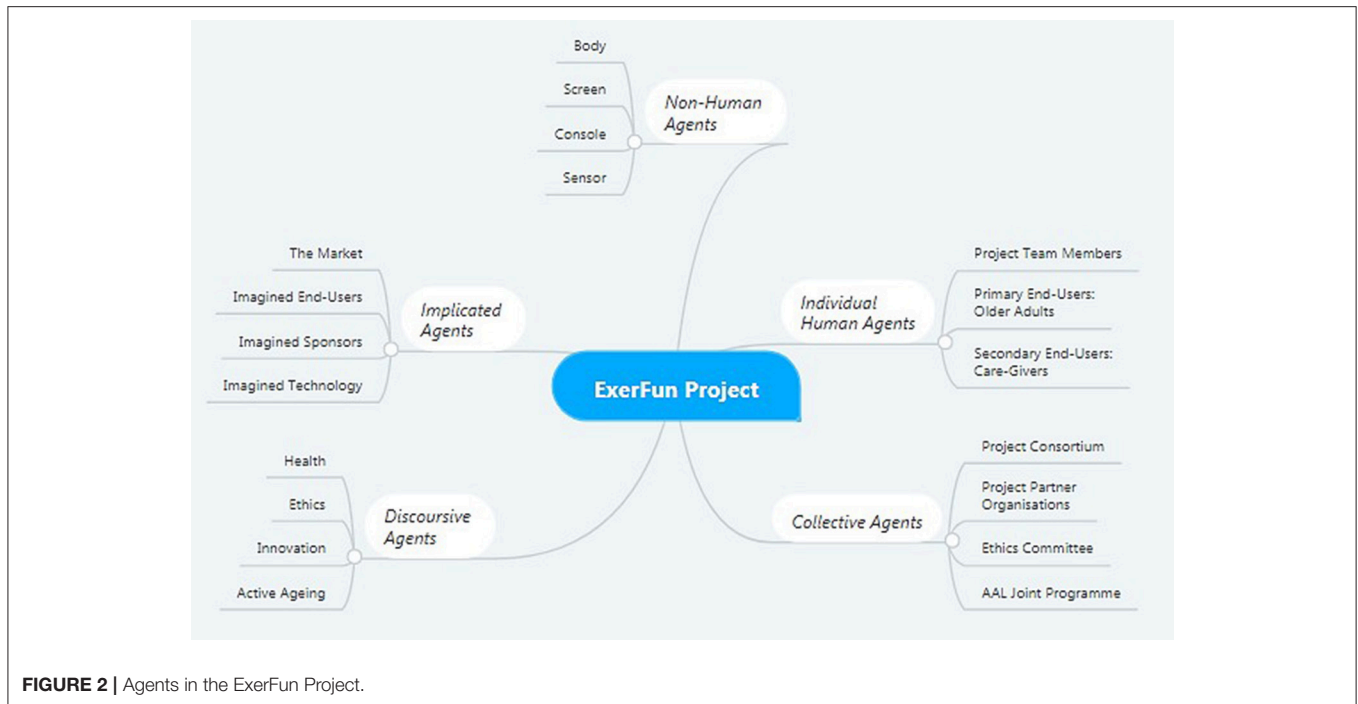 Body
Screen
Console
Sensor
Non-Human
Agents
The Market
Imagined End-Users
Imagined Sponsors
Imagined Technology
Implicated
Agents
Individual
Human Agents
Project Team Members
Primary End-Users:
Older Adults
Secondary End-Users:
Care-Givers
ExerFun Project
Health
Ethics
Innovation
Active Ageing
Discoursive
Agents
Collective Agents
Project Consortium
Project Partner
Organisations
Ethics Committee
AAL Joint Programme
FIGURE 2 | Agents in the ExerFun Project.